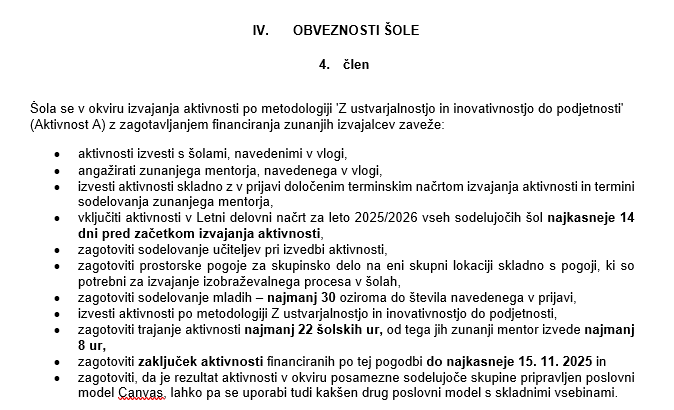 IV. OBVEZNOSTI ŠOLE
4. člen
Šola se v okviru izvajanja aktivnosti po metodologiji 'Z ustvarjalnostjo in inovativnostjo do podjetnosti'
(Aktivnost A) z zagotavljanjem financiranja zunanjih izvajalcev zaveže:
• aktivnosti izvesti s šolami, navedenimi v vlogi,
• angažirati zunanjega mentorja, navedenega v vlogi,
• izvesti aktivnosti skladno z v prijavi določenim terminskim načrtom izvajanja aktivnosti in termini
sodelovanja zunanjega mentorja,
• vključiti aktivnosti v Letni delovni načrt za leto 2025/2026 vseh sodelujočih šol najkasneje 14
dni pred začetkom izvajanja aktivnosti,
• zagotoviti sodelovanje učiteljev pri izvedbi aktivnosti,
• zagotoviti prostorske pogoje za skupinsko delo na eni skupni lokaciji skladno s pogoji, ki so
potrebni za izvajanje izobraževalnega procesa v šolah,
• zagotoviti sodelovanje mladih – najmanj 30 oziroma do števila navedenega v prijavi,
• izvesti aktivnosti po metodologiji Z ustvarjalnostjo in inovativnostjo do podjetnosti,
• zagotoviti trajanje aktivnosti najmanj 22 šolskih ur, od tega jih zunanji mentor izvede najmanj
8 ur,
• zagotoviti zaključek aktivnosti financiranih po tej pogodbi do najkasneje 15. 11. 2025 in
• zagotoviti, da je rezultat aktivnosti v okviru posamezne sodelujoče skupine pripravljen poslovni
model Canvas, lahko pa se uporabi tudi kakšen drug poslovni model s skladnimi vsebinami.